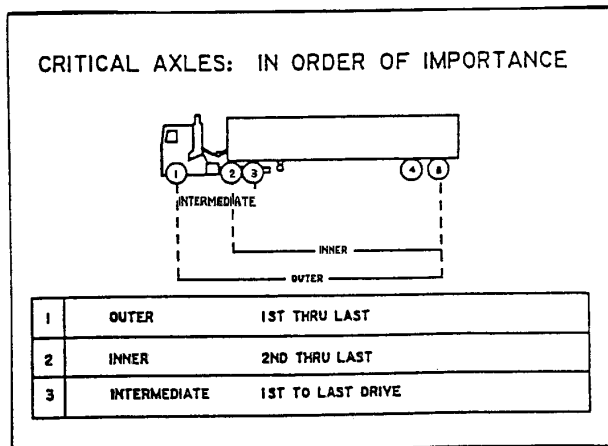 CRITICAL AXLES: IN ORDER OF IMPORTANCE
1 2 3 4 5
INTERMEDIATE
INNER
OUTER
1 OUTER 1ST THRU LAST
2 INNER 2ND THRU LAST
3 INTERMEDIATE 1ST TO LAST DRIVE